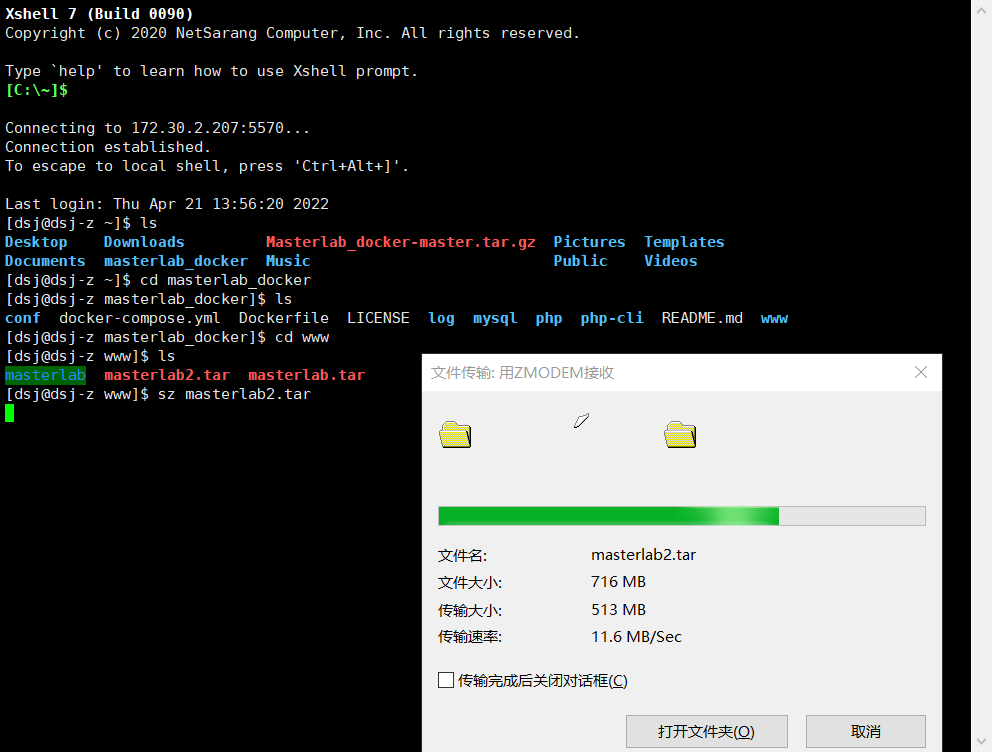 Xshell 7 (Build 0090)
Copyright (c) 2020 NetSarang Computer, Inc. All rights reserved.
Type `help' to learn how to use Xshell prompt.
[C:\~]$
Connecting to 172.30.2.207:5570...
Connection established.
To escape to local shell, press 'Ctrl+Alt+]'.
Last login: Thu Apr 21 13:56:20 2022
[dsj@dsj-z ~]$ ls
Desktop Downloads Masterlab_docker-master.tar.gz Pictures Templates
Documents masterlab_docker Music Public Videos
[dsj@dsj-z ~]$ cd masterlab_docker
[dsj@dsj-z masterlab_docker]$ ls
conf docker-compose.yml Dockerfile LICENSE log mysql php php-cli README.md www
[dsj@dsj-z masterlab_docker]$ cd www
[dsj@dsj-z www]$ ls
masterlab masterlab2.tar masterlab.tar
[dsj@dsj-z www]$ sz masterlab2.tar
文件传输: 用ZMODEM接收
文件名: masterlab2.tar
文件大小: 716 MB
传输大小: 513 MB
传输速率: 11.6 MB/Sec
传输完成后关闭对话框(C)
打开文件夹(O) 取消